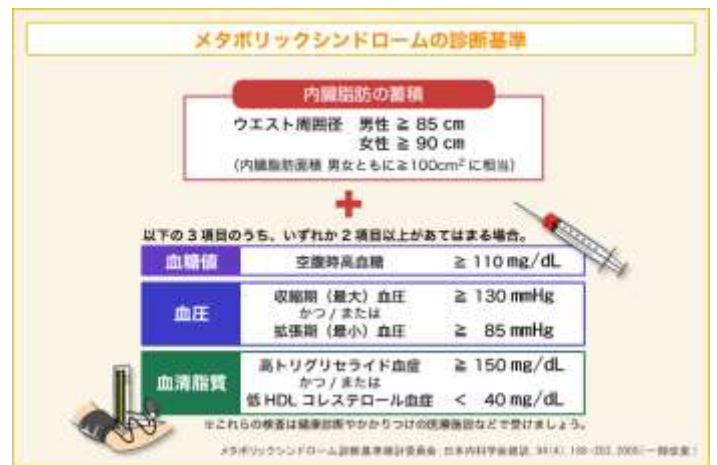 メタボリックシンドロームの診断基準
内臓脂肪の蓄積
ウエスト周囲径 男性 ≧ 85 cm
女性 ≧ 90 cm
(内臓脂肪面積 男女ともに≧100cm² に相当)
+
以下の3項目のうち、いずれか2項目以上があてはまる場合。
血糖値 空腹時高血糖 ≧ 110 mg/dL
血圧 収縮期(最大)血圧 ≧ 130 mmHg
かつ / または
拡張期(最小)血圧 ≧ 85 mmHg
血清脂質 高トリグリセライド血症 ≧ 150 mg/dL
かつ / または
低 HDL コレステロール血症 < 40 mg/dL
※これらの検査は健康診断やかかりつけの医療施設などで受けましょう。
メタボリックシンドローム診断基準検討委員会 日本内科学会雑誌 94(4), 2005(一部改変)